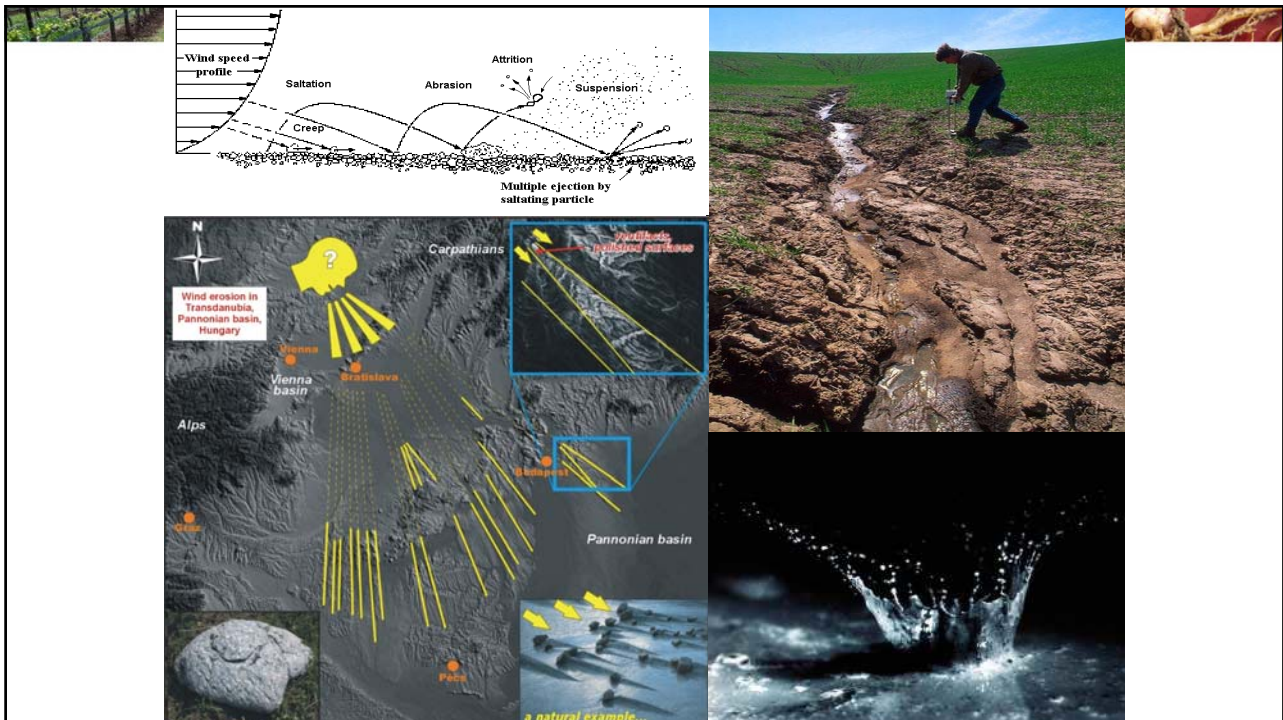 Wind speed
profile
Saltation
Creep
Abrasion
Attrition
Suspension
Multiple ejection by
saltating particle
N
?
Wind erosion in
Transdanubia,
Pannonian basin,
Hungary
Carpathians
ventifacts,
polished surfaces
Vienna
Bratislava
Vienna
basin
Alps
Budapest
Graz
Pannonian basin
Pécs
a natural example...